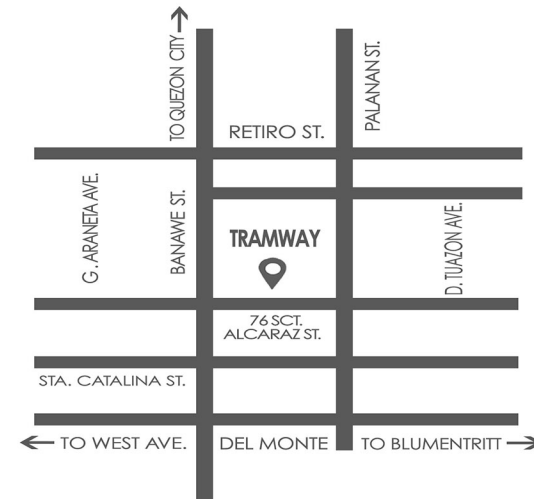 TO QUEZON CITY
PALANAN ST.
RETIRO ST.
G. ARANETA AVE.
BANAWE ST.
TRAMWAY
D. TUAZON AVE.
76 SCT.
ALCARAZ ST.
STA. CATALINA ST.
TO WEST AVE.
DEL MONTE
TO BLUMENTRITT